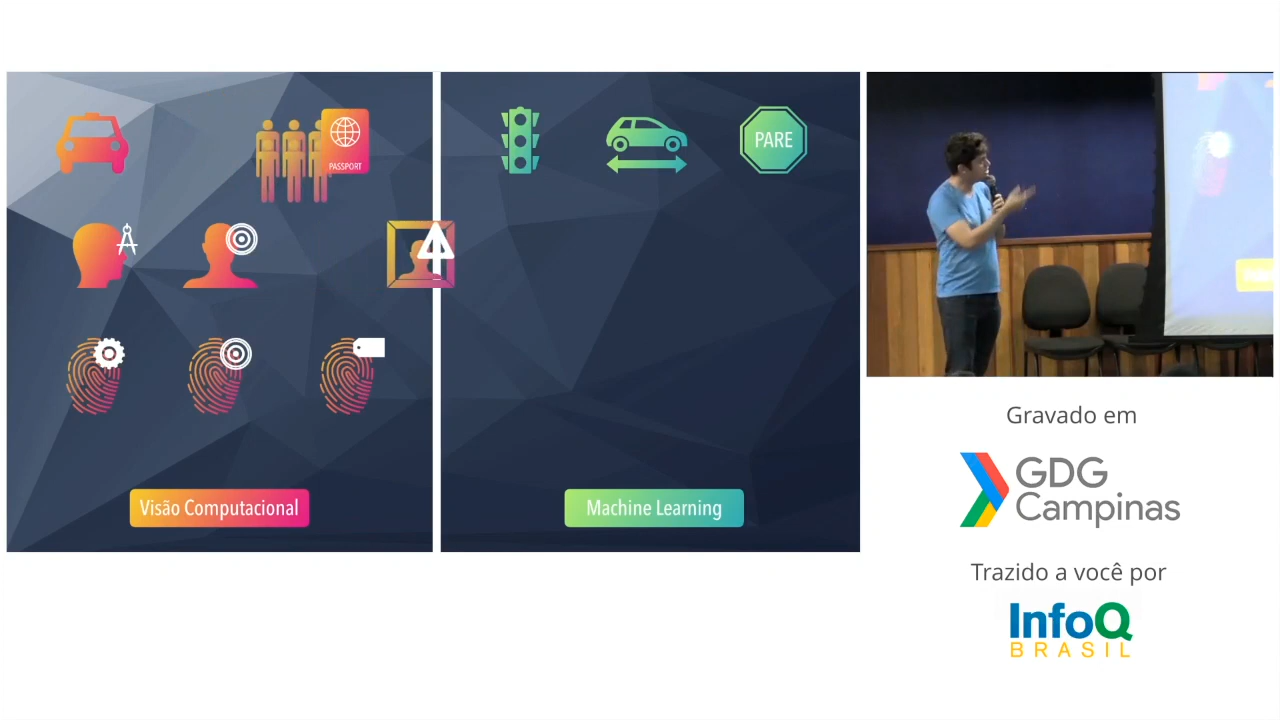 PASSPORT
PARE
Visão Computacional
Machine Learning
Gravado em
GDG
Campinas
Trazido a você por
InfoQ
BRASIL